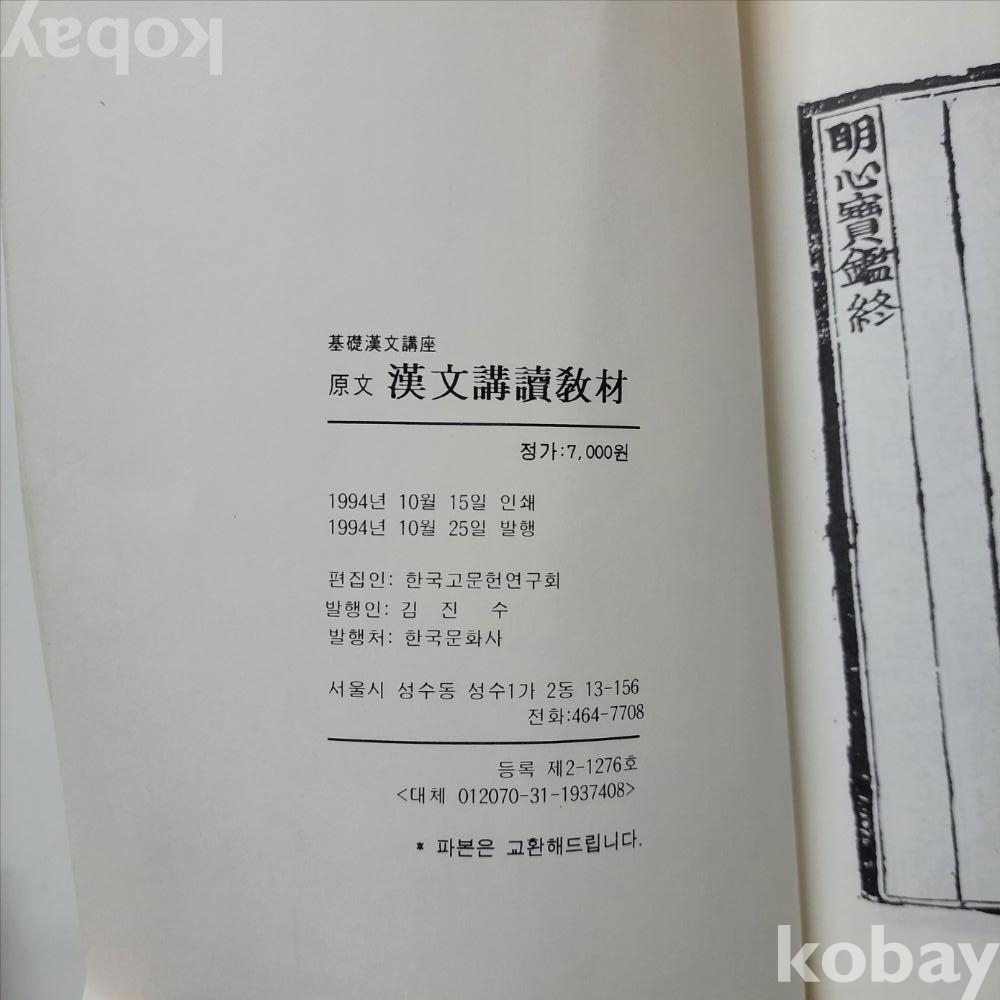 kobay
基礎漢文講座
原文 漢文講讀敎材
정가:7,000원
1994년 10월 15일 인쇄
1994년 10월 25일 발행
편집인: 한국고문헌연구회
발행인: 김 진 수
발행처: 한국문화사
서울시 성수동 성수1가 2동 13-156
전화:464-7708
등록 제2-1276호
<대체 012070-31-1937408>
* 파본은 교환해드립니다.
明心寶鑑終
kobay